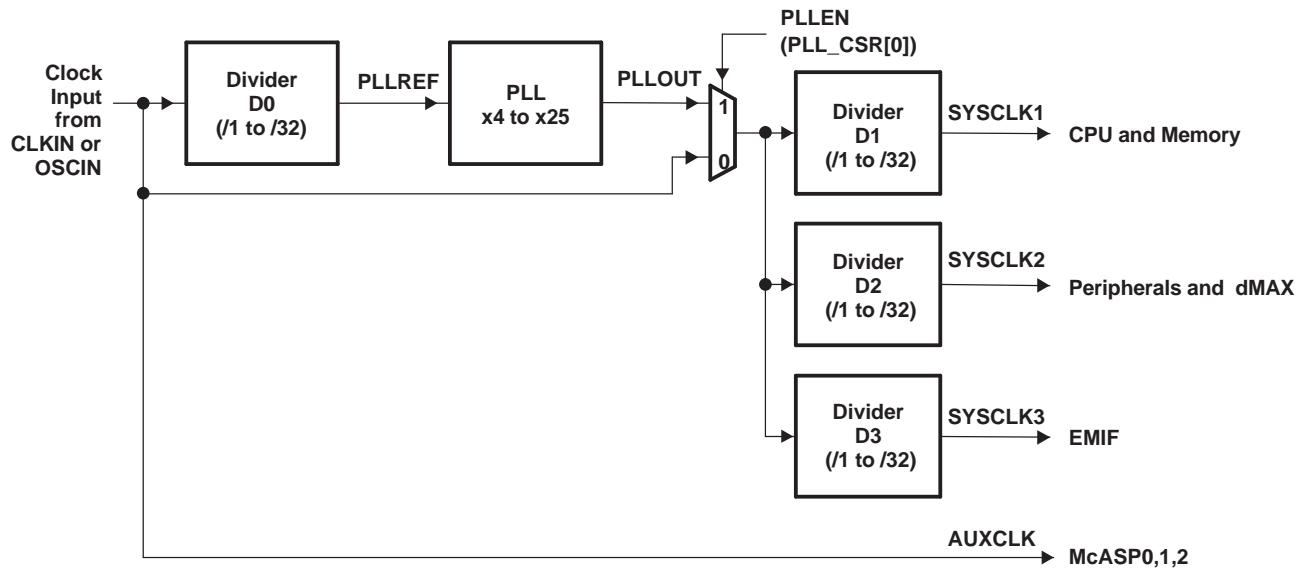 Clock
Input
from
CLKIN or
OSCIN
Divider
D0
(/1 to /32)
PLLREF
PLL
x4 to x25
PLLOUT
PLLEN
(PLL_CSR[0])
1
0
Divider
D1
(/1 to /32)
SYSCLK1
CPU and Memory
Divider
D2
(/1 to /32)
SYSCLK2
Peripherals and dMAX
Divider
D3
(/1 to /32)
SYSCLK3
EMIF
AUXCLK
McASP0,1,2